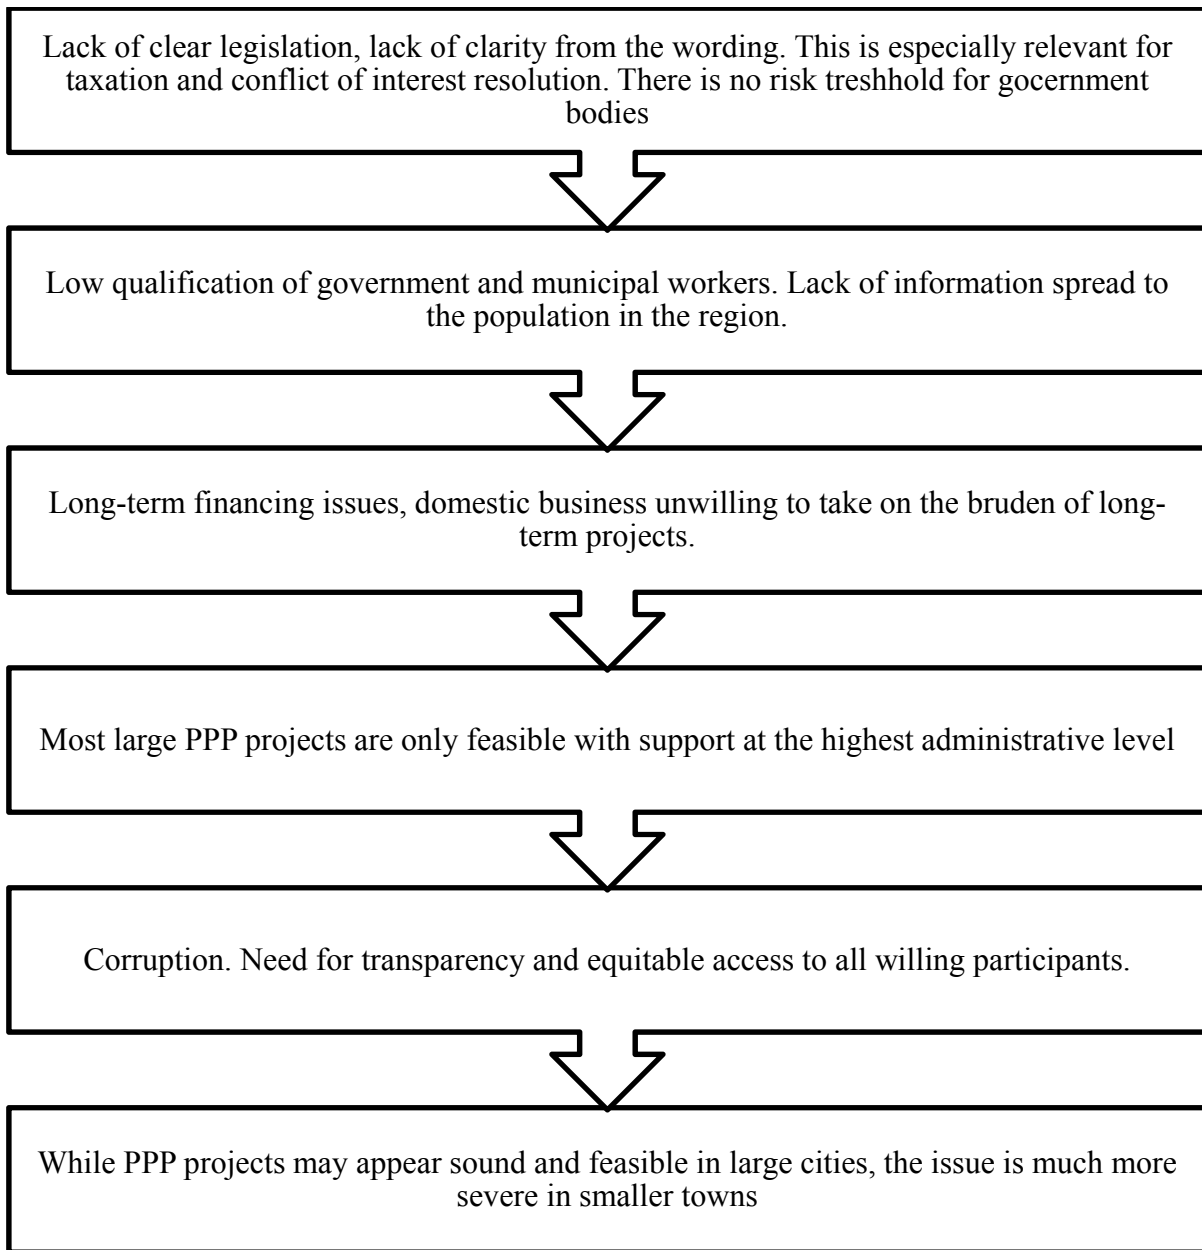 Lack of clear legislation, lack of clarity from the wording. This is especially relevant for
taxation and conflict of interest resolution. There is no risk treshhold for gocernment
bodies
Low qualification of government and municipal workers. Lack of information spread to
the population in the region.
Long-term financing issues, domestic business unwilling to take on the bruden of long-
term projects.
Most large PPP projects are only feasible with support at the highest administrative level
Corruption. Need for transparency and equitable access to all willing participants.
While PPP projects may appear sound and feasible in large cities, the issue is much more
severe in smaller towns